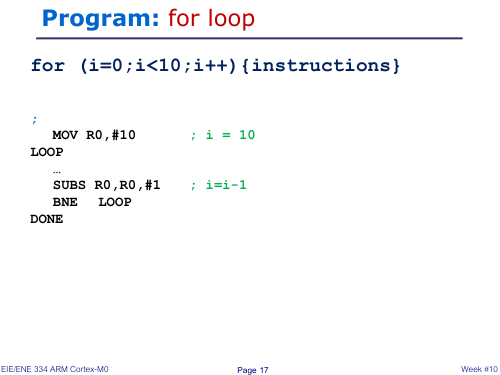 Program: for loop
for (i=0;i<10;i++){instructions}
;
MOV R0,#10 ; i = 10
LOOP
…
SUBS R0,R0,#1 ; i=i-1
BNE LOOP
DONE
EIE/ENE 334 ARM Cortex-M0 Page 17 Week #10